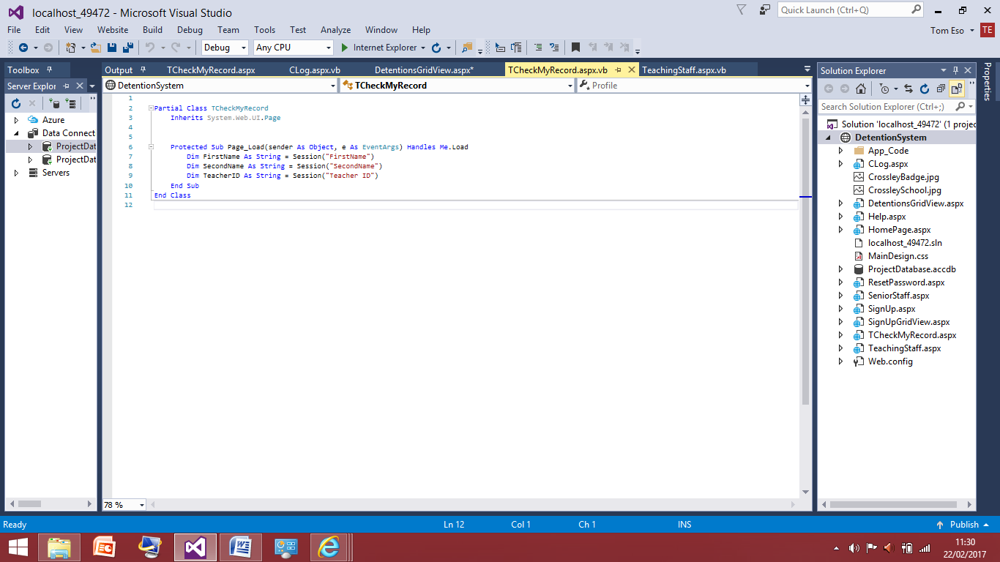 localhost_49472 - Microsoft Visual Studio
Quick Launch (Ctrl+Q)
File Edit View Website Build Debug Team Tools Test Analyze Window Help
Tom Eso TE
Debug Any CPU Internet Explorer
Toolbox
Output TCheckMyRecord.aspx CLog.aspx.vb DetentionsGridView.aspx* TCheckMyRecord.aspx.vb TeachingStaff.aspx.vb
Solution Explorer
Properties
Server Explor
DetentionSystem TCheckMyRecord Profile
Search Solution Explorer (Ctrl+;)
Azure
Data Connect
ProjectDat
ProjectDat
Servers
1
2 Partial Class TCheckMyRecord
3 Inherits System.Web.UI.Page
4
5
6 Protected Sub Page_Load(sender As Object, e As EventArgs) Handles Me.Load
7 Dim FirstName As String = Session("FirstName")
8 Dim SecondName As String = Session("SecondName")
9 Dim TeacherID As String = Session("Teacher ID")
10 End Sub
11 End Class
12
Solution 'localhost_49472' (1 projec
DetentionSystem
App_Code
CLog.aspx
CrossleyBadge.jpg
CrossleySchool.jpg
DetentionsGridView.aspx
Help.aspx
HomePage.aspx
localhost_49472.sln
MainDesign.css
ProjectDatabase.accdb
ResetPassword.aspx
SeniorStaff.aspx
SignUp.aspx
SignUpGridView.aspx
TCheckMyRecord.aspx
TeachingStaff.aspx
Web.config
78 %
Ready Ln 12 Col 1 Ch 1 INS Publish
11:30
22/02/2017